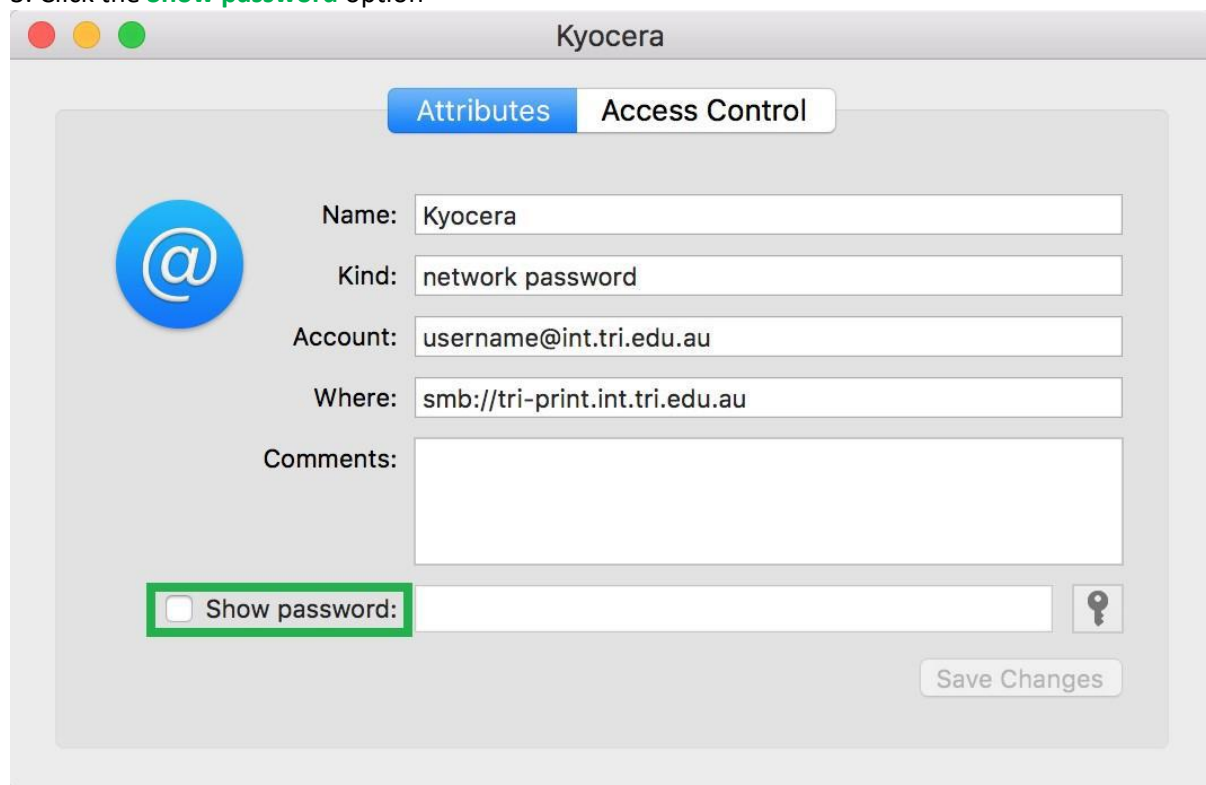 Click the Show password option
Kyocera
Attributes Access Control
Name: Kyocera
@
Kind: network password
Account: username@int.tri.edu.au
Where: smb://tri-print.int.tri.edu.au
Comments:
Show password:
Save Changes